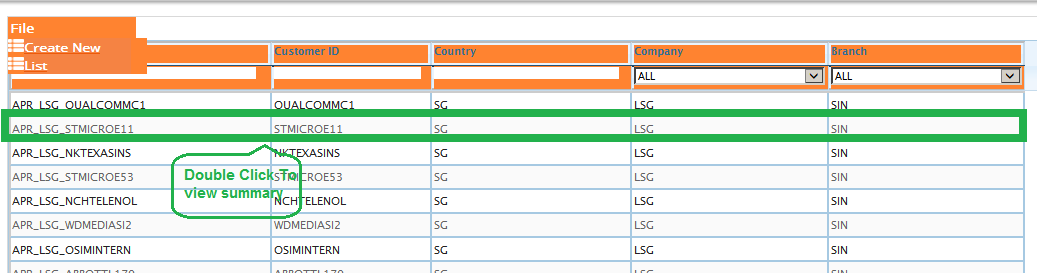 File
Create New
List
Customer ID Country Company Branch
ALL ALL
APR_LSG_QUALCOMMC1 QUALCOMMC1 SG LSG SIN
APR_LSG_STMICROE11 STMICROE11 SG LSG SIN
APR_LSG_NKTEXASINS NKTEXASINS SG LSG SIN
APR_LSG_STMICROE53 STMICROE53 SG LSG SIN
Double Click To
view summary
APR_LSG_NCHTELENOL NCHTELENOL SG LSG SIN
APR_LSG_WDMEDIASI2 WDMEDIASI2 SG LSG SIN
APR_LSG_OSIMINTERN OSIMINTERN SG LSG SIN
SG LSG SIN